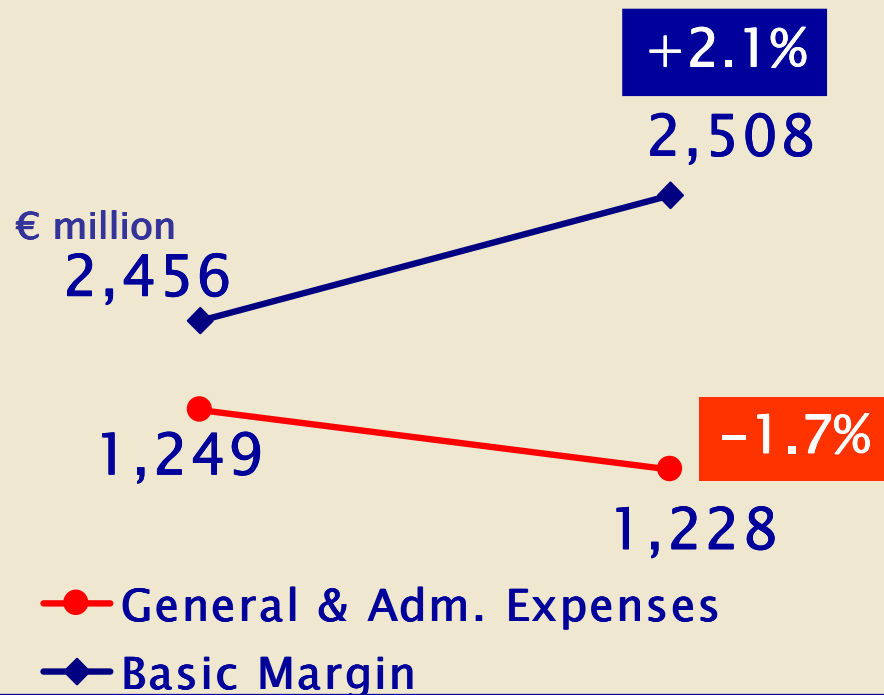 +2.1%
2,508
€ million
2,456
1,249
-1.7%
1,228
General & Adm. Expenses
Basic Margin